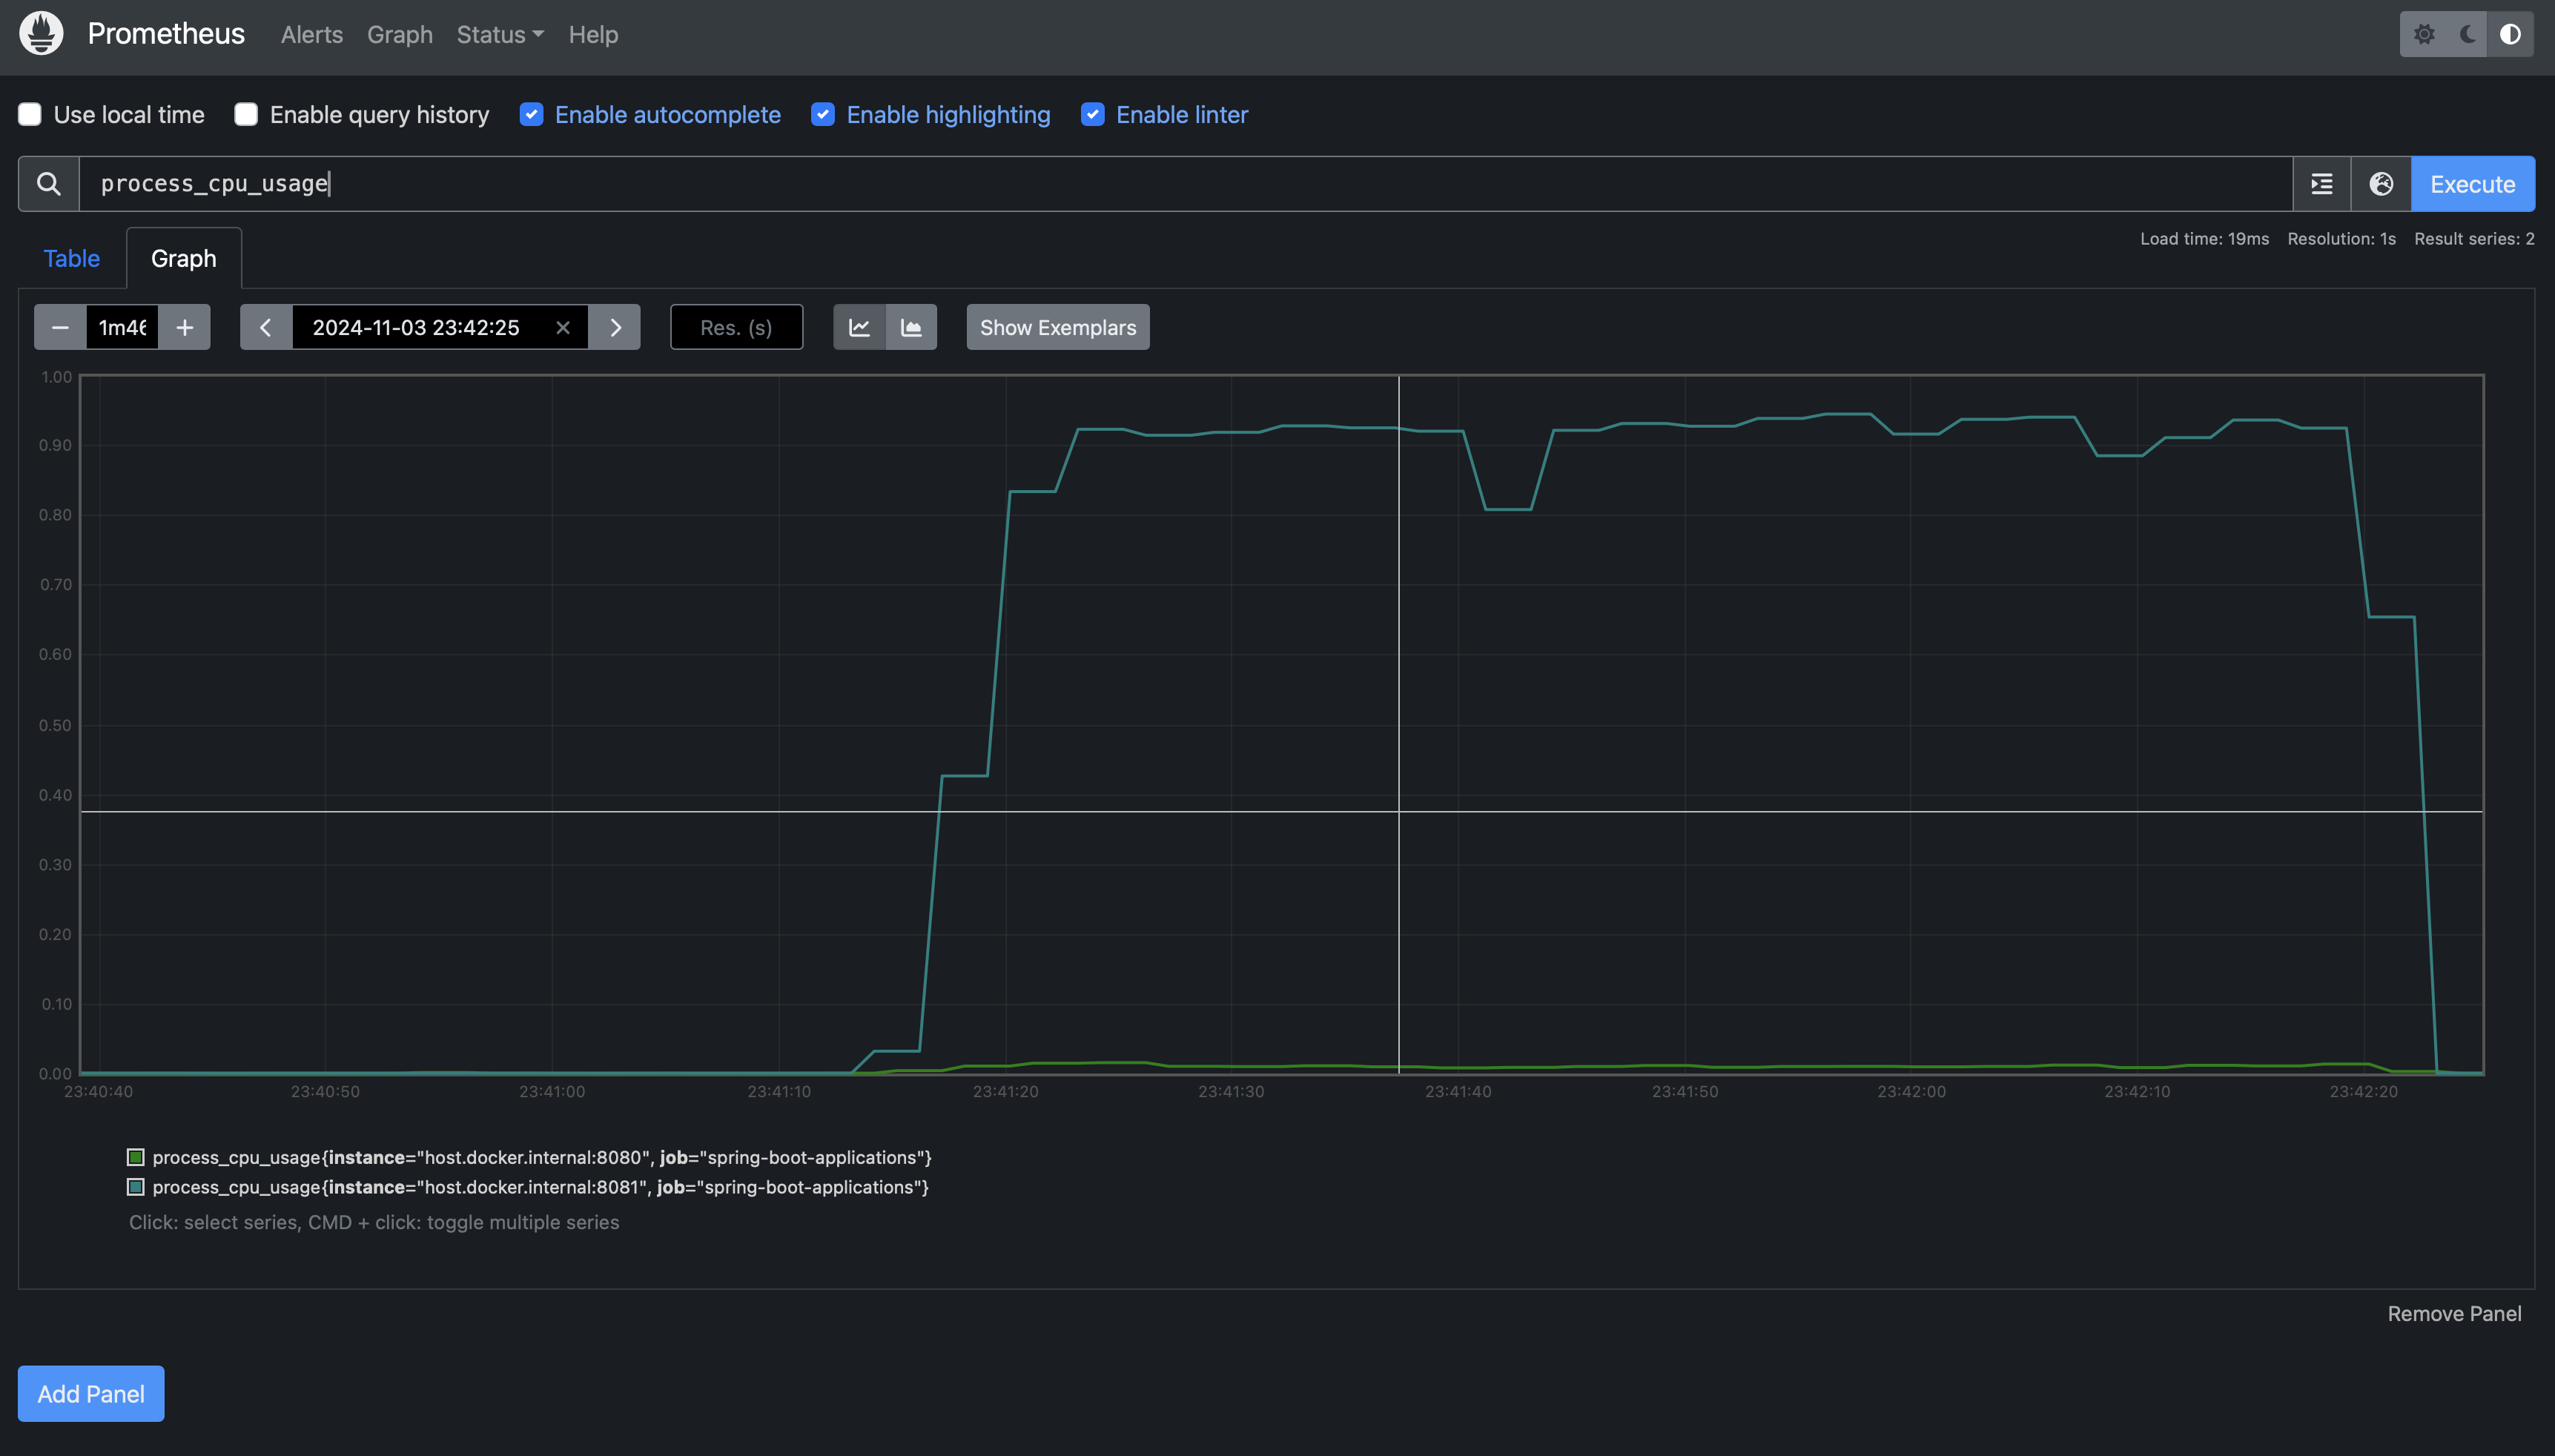 Prometheus Alerts Graph Status Help
Use local time Enable query history Enable autocomplete Enable highlighting Enable linter
process_cpu_usage Execute
Table Graph Load time: 19ms Resolution: 1s Result series: 2
1m46 2024-11-03 23:42:25 Res. (s) Show Exemplars
1.00
0.90
0.80
0.70
0.60
0.50
0.40
0.30
0.20
0.10
0.00
23:40:40 23:40:50 23:41:00 23:41:10 23:41:20 23:41:30 23:41:40 23:41:50 23:42:00 23:42:10 23:42:20
process_cpu_usage{instance="host.docker.internal:8080", job="spring-boot-applications"}
process_cpu_usage{instance="host.docker.internal:8081", job="spring-boot-applications"}
Click: select series, CMD + click: toggle multiple series
Remove Panel
Add Panel